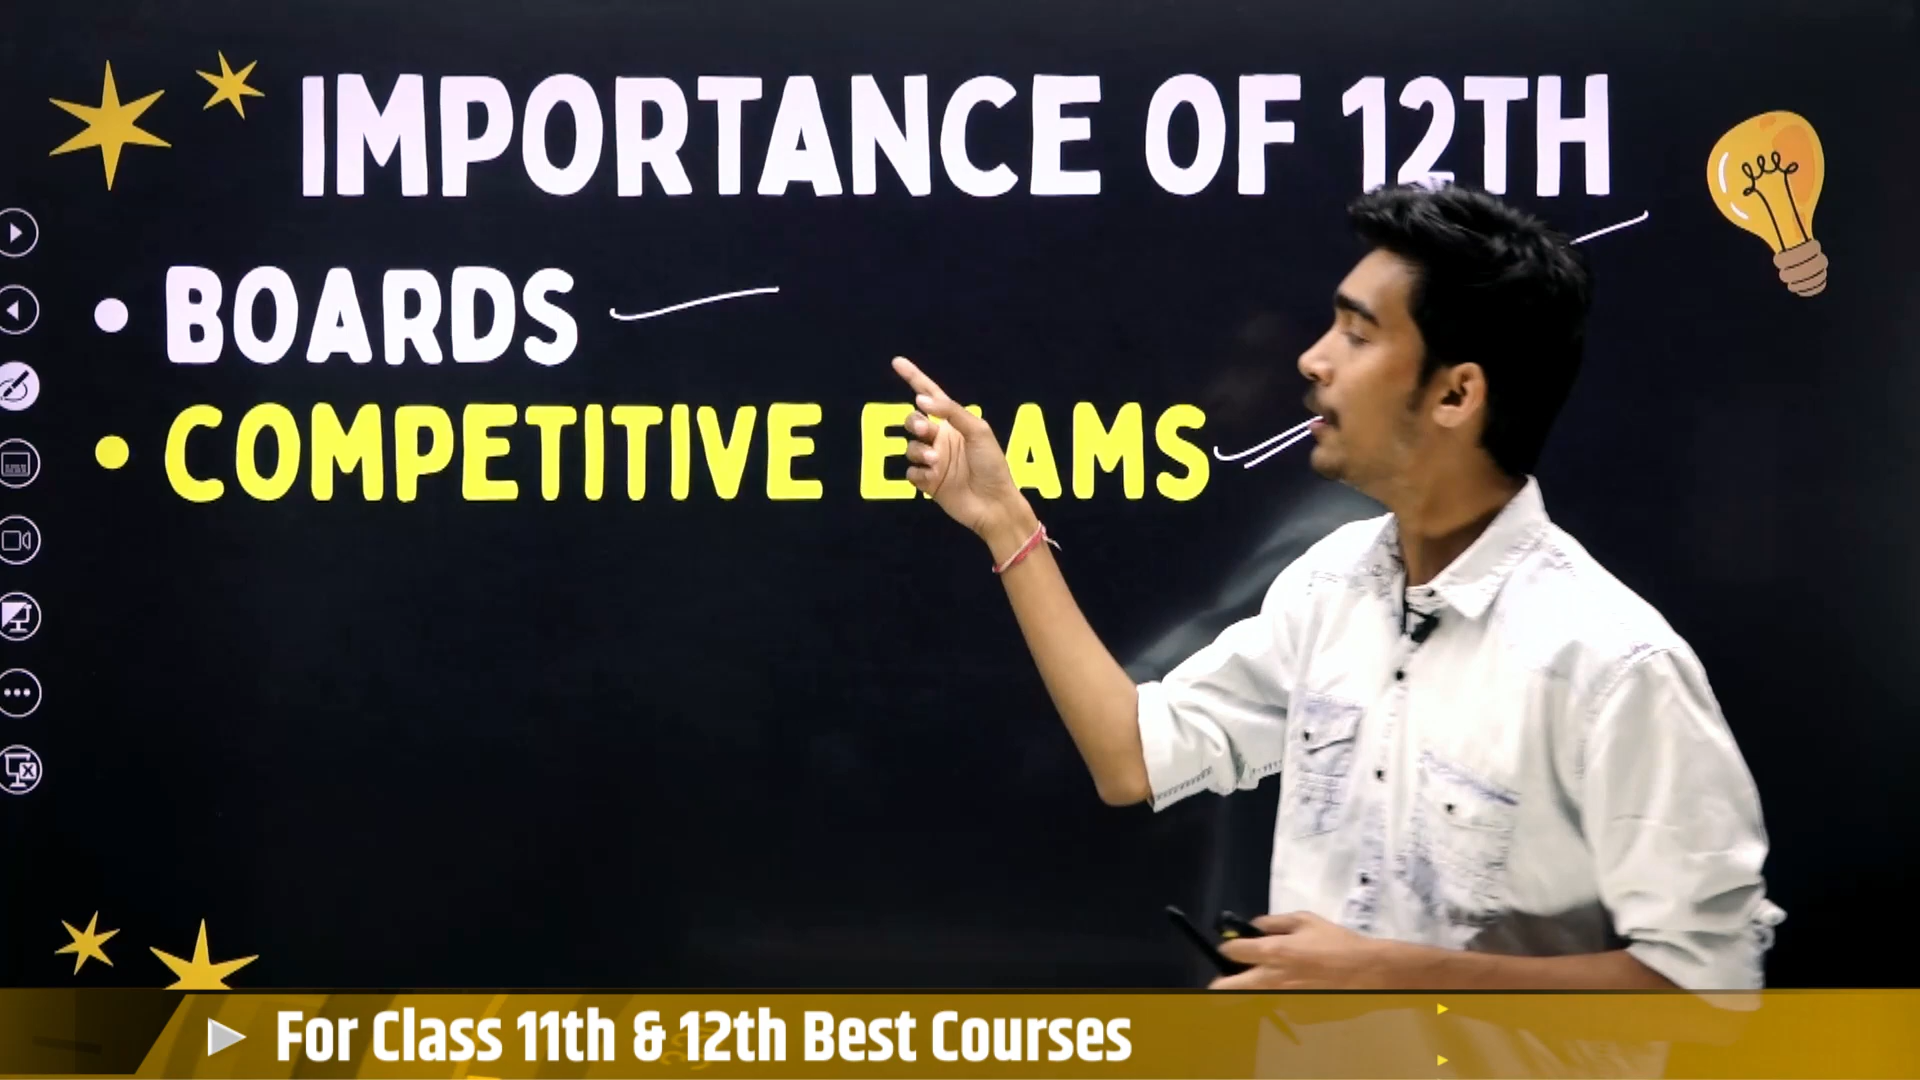 IMPORTANCE OF 12TH
• BOARDS
• COMPETITIVE EXAMS
For Class 11th & 12th Best Courses